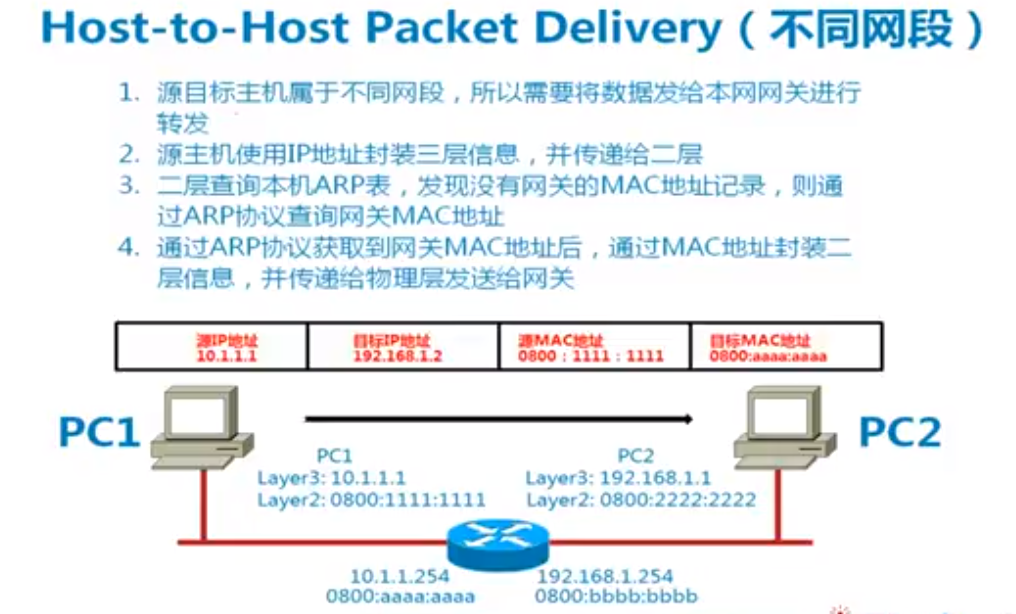 Host-to-Host Packet Delivery（不同网段）
1. 源目标主机属于不同网段，所以需要将数据发给本网网关进行
转发
2. 源主机使用IP地址封装三层信息，并传递给二层
3. 二层查询本机ARP表，发现没有网关的MAC地址记录，则通
过ARP协议查询网关MAC地址
4. 通过ARP协议获取到网关MAC地址后，通过MAC地址封装二
层信息，并传递给物理层发送给网关
源IP地址 目标IP地址 源MAC地址 目标MAC地址
10.1.1.1 192.168.1.2 0800：1111：1111 0800:aaaa:aaaa
PC1 PC2
PC1 PC2
Layer3: 10.1.1.1 Layer3: 192.168.1.1
Layer2: 0800:1111:1111 Layer2: 0800:2222:2222
10.1.1.254 192.168.1.254
0800:aaaa:aaaa 0800:bbbb:bbbb